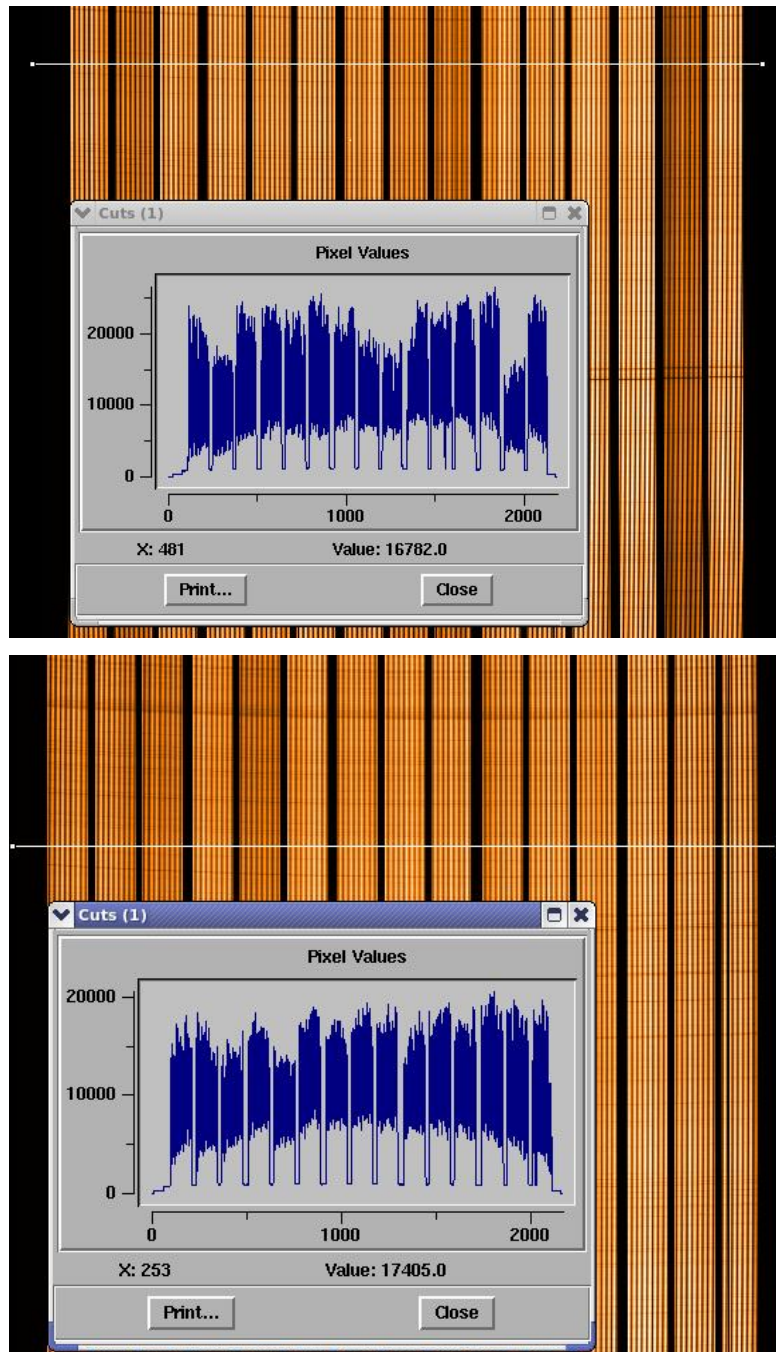 Cuts (1)
Pixel Values
20000
10000
0
0 1000 2000
X: 481 Value: 16782.0
Print... Close
Cuts (1)
Pixel Values
20000
10000
0
0 1000 2000
X: 253 Value: 17405.0
Print... Close